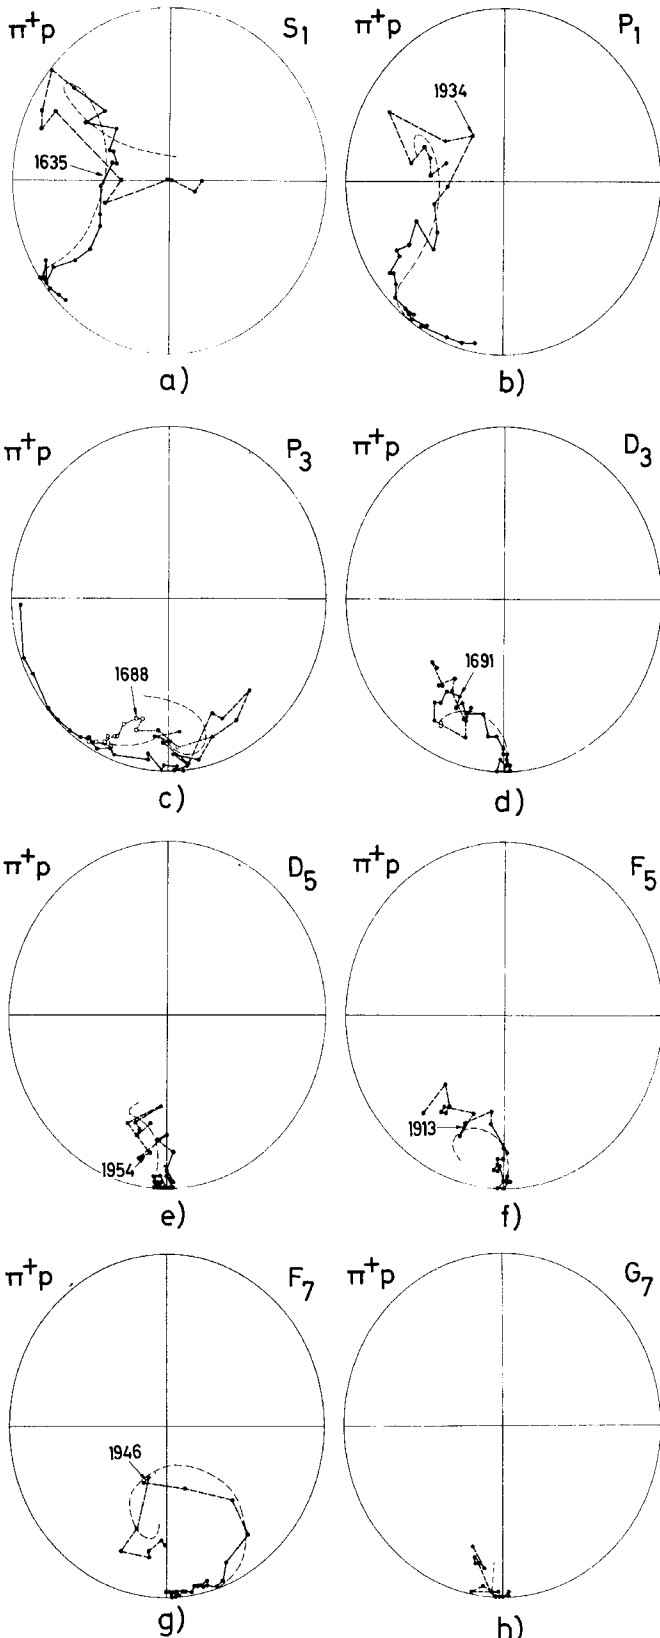 π⁺p S₁
1635
a)
π⁺p P₁
1934
b)
π⁺p P₃
1688
c)
π⁺p D₃
1691
d)
π⁺p D₅
1954
e)
π⁺p F₅
1913
f)
π⁺p F₇
1946
g)
π⁺p G₇
h)